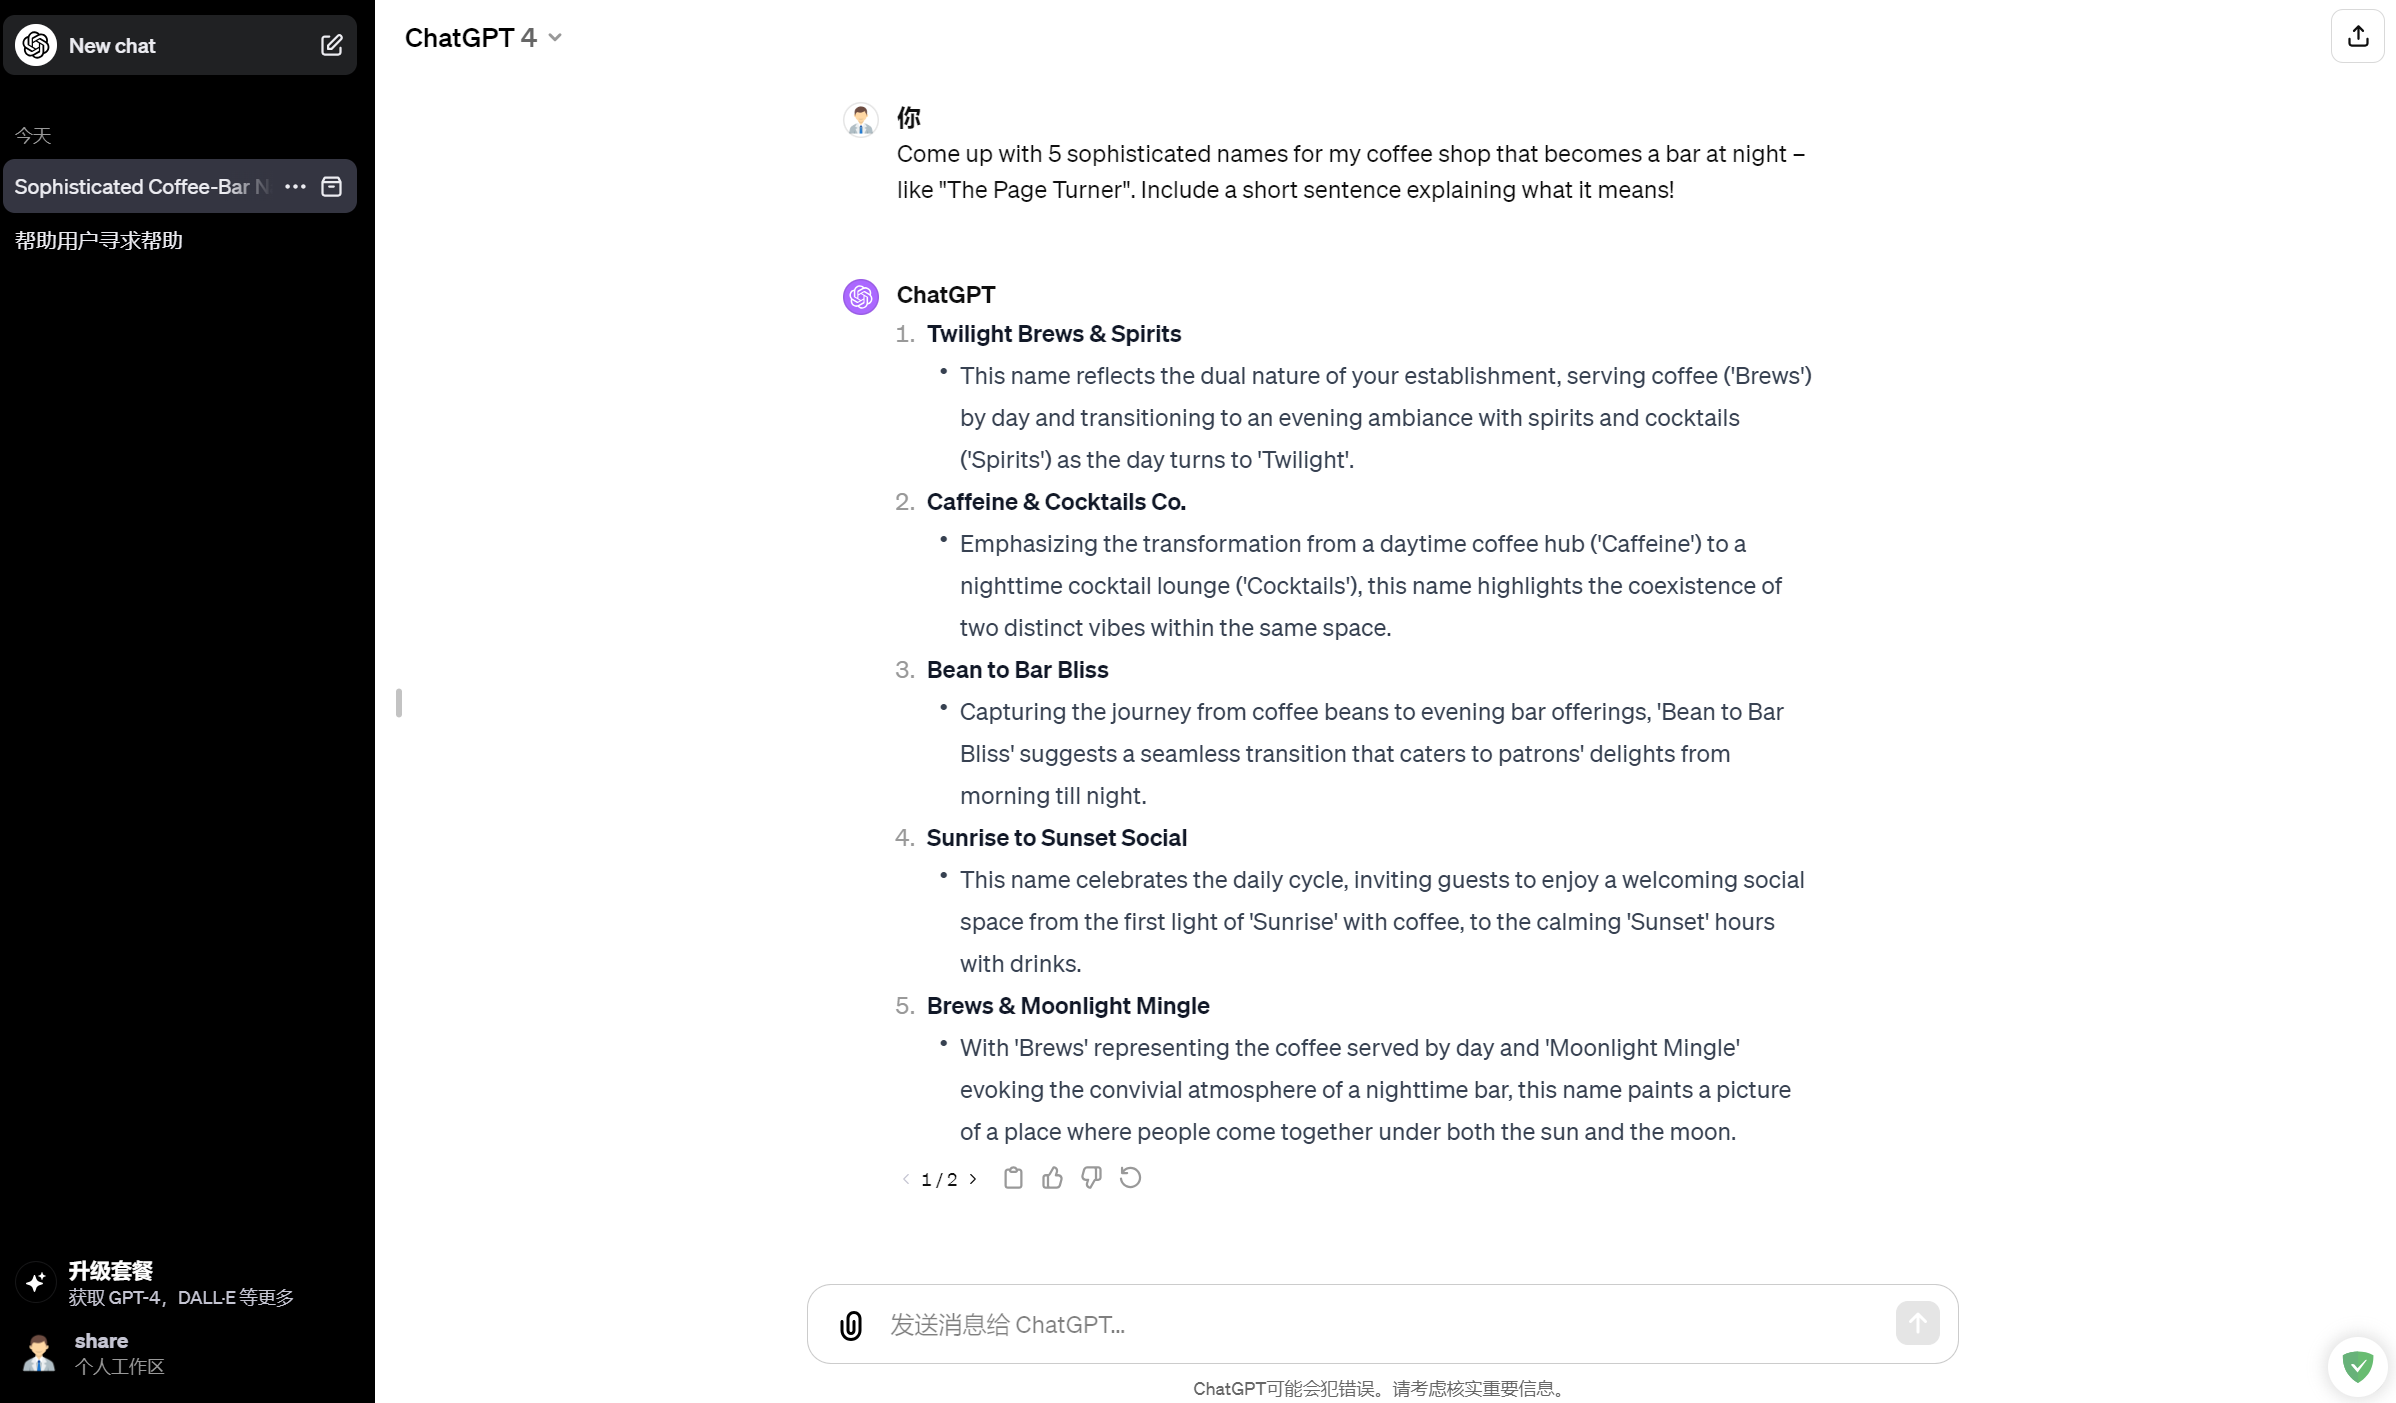 New chat
今天
Sophisticated Coffee-Bar N
帮助用户寻求帮助
升级套餐
获取 GPT-4，DALL·E 等更多
share
个人工作区
ChatGPT 4
你
Come up with 5 sophisticated names for my coffee shop that becomes a bar at night –
like "The Page Turner". Include a short sentence explaining what it means!
ChatGPT
1. Twilight Brews & Spirits
• This name reflects the dual nature of your establishment, serving coffee ('Brews')
by day and transitioning to an evening ambiance with spirits and cocktails
('Spirits') as the day turns to 'Twilight'.
2. Caffeine & Cocktails Co.
• Emphasizing the transformation from a daytime coffee hub ('Caffeine') to a
nighttime cocktail lounge ('Cocktails'), this name highlights the coexistence of
two distinct vibes within the same space.
3. Bean to Bar Bliss
• Capturing the journey from coffee beans to evening bar offerings, 'Bean to Bar
Bliss' suggests a seamless transition that caters to patrons' delights from
morning till night.
4. Sunrise to Sunset Social
• This name celebrates the daily cycle, inviting guests to enjoy a welcoming social
space from the first light of 'Sunrise' with coffee, to the calming 'Sunset' hours
with drinks.
5. Brews & Moonlight Mingle
• With 'Brews' representing the coffee served by day and 'Moonlight Mingle'
evoking the convivial atmosphere of a nighttime bar, this name paints a picture
of a place where people come together under both the sun and the moon.
1 / 2
发送消息给 ChatGPT...
ChatGPT可能会犯错误。请考虑核实重要信息。